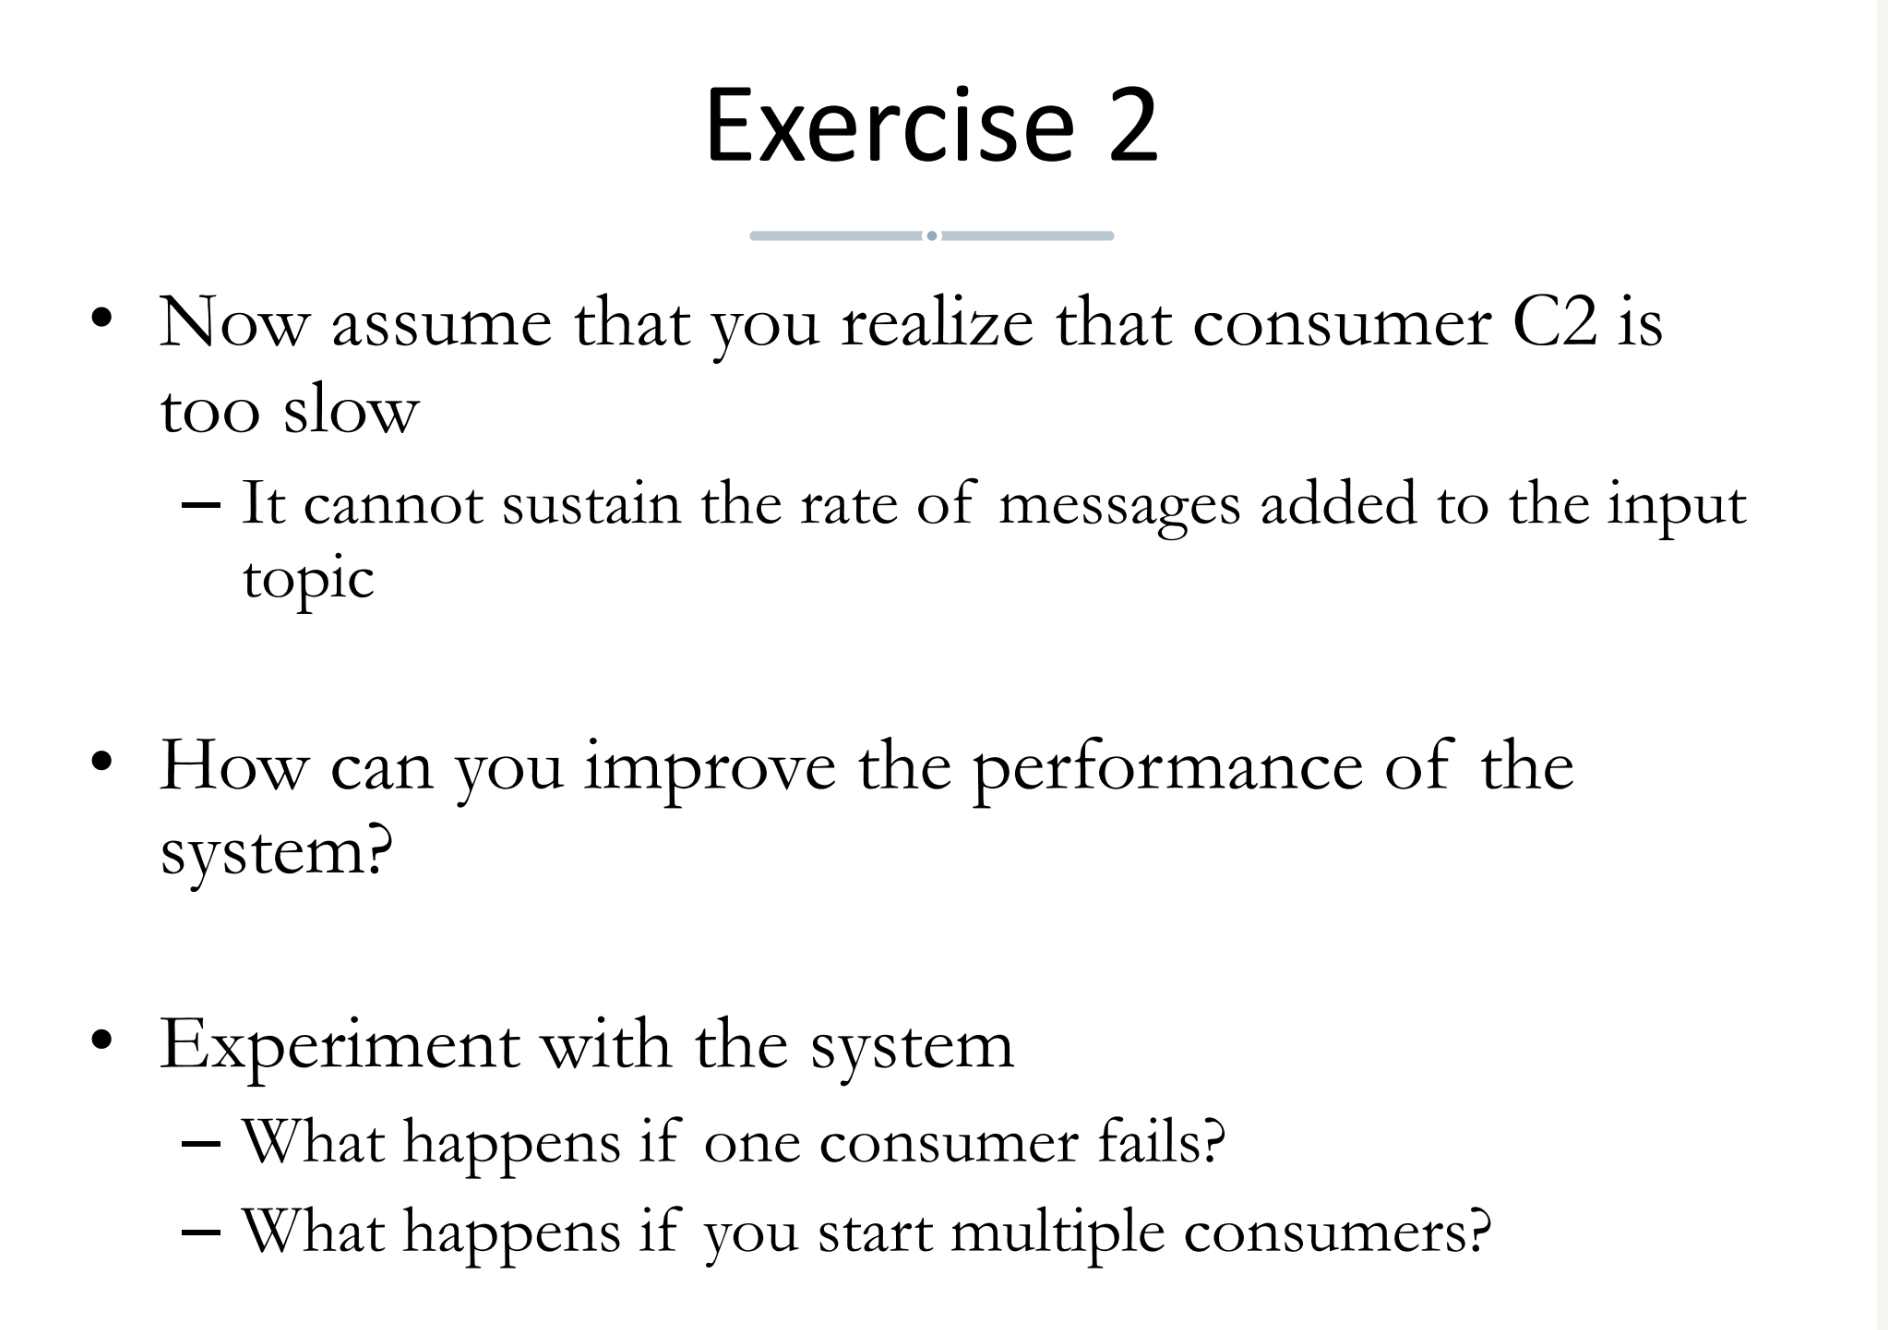 Exercise 2
• Now assume that you realize that consumer C2 is
too slow
– It cannot sustain the rate of messages added to the input
topic
• How can you improve the performance of the
system?
• Experiment with the system
– What happens if one consumer fails?
– What happens if you start multiple consumers?